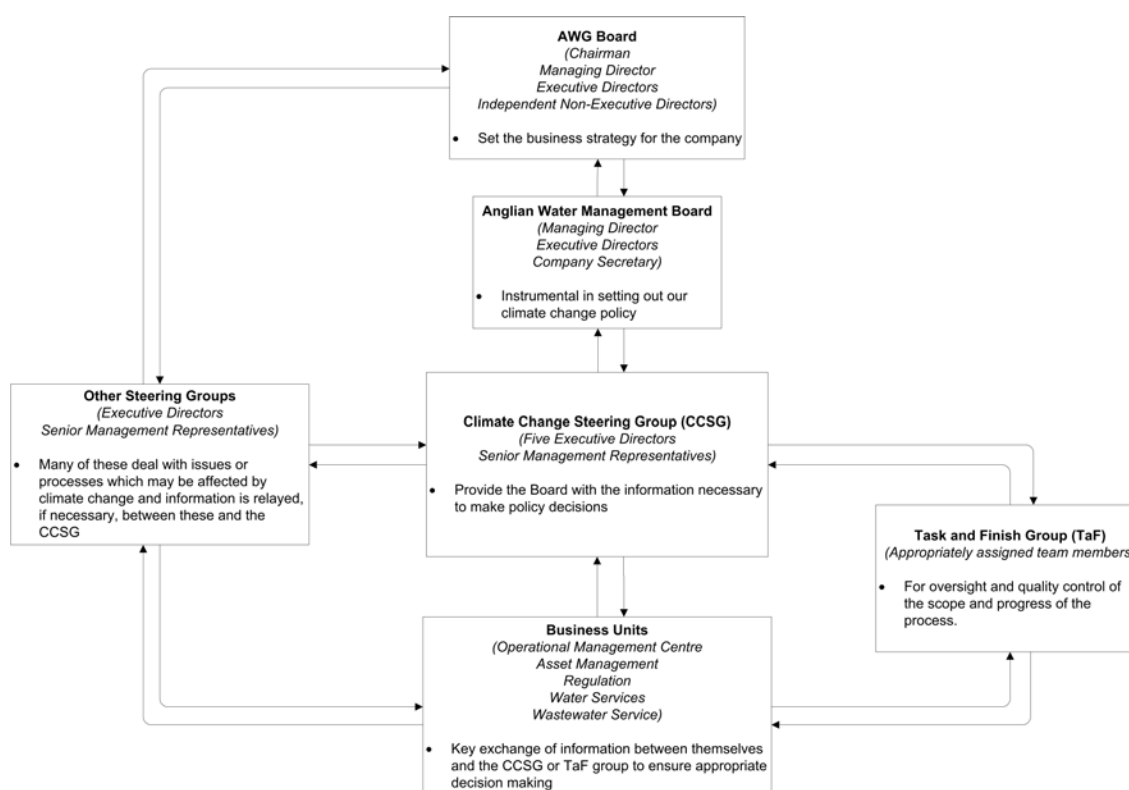 AWG Board
(Chairman
Managing Director
Executive Directors
Independent Non-Executive Directors)
• Set the business strategy for the company
Anglian Water Management Board
(Managing Director
Executive Directors
Company Secretary)
• Instrumental in setting out our
climate change policy
Other Steering Groups
(Executive Directors
Senior Management Representatives)
• Many of these deal with issues or
processes which may be affected by
climate change and information is relayed,
if necessary, between these and the
CCSG
Climate Change Steering Group (CCSG)
(Five Executive Directors
Senior Management Representatives)
• Provide the Board with the information necessary
to make policy decisions
Task and Finish Group (TaF)
(Appropriately assigned team members
• For oversight and quality control of
the scope and progress of the
process.
Business Units
(Operational Management Centre
Asset Management
Regulation
Water Services
Wastewater Service)
• Key exchange of information between themselves
and the CCSG or TaF group to ensure appropriate
decision making